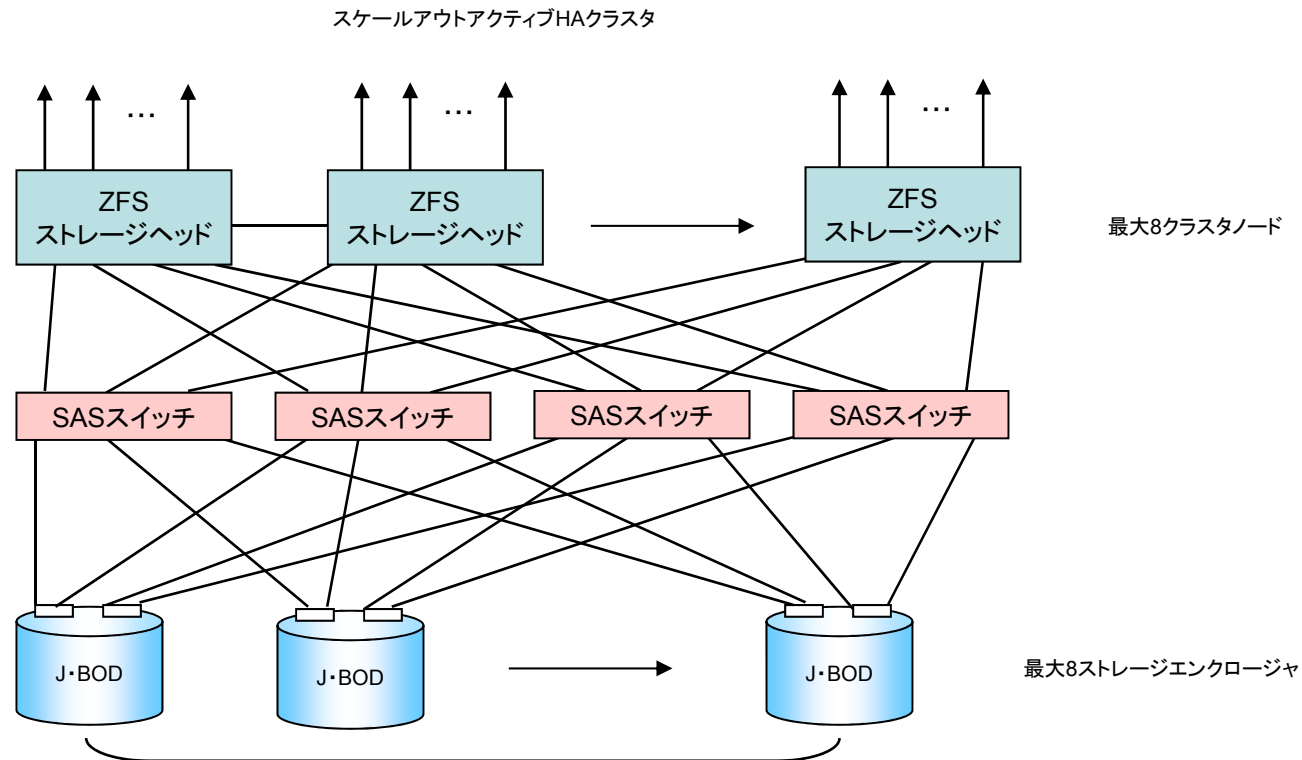 スケールアウトアクティブHAクラスタ
...
...
...
ZFS
ストレージヘッド
ZFS
ストレージヘッド
ZFS
ストレージヘッド
最大8クラスタノード
SASスイッチ
SASスイッチ
SASスイッチ
SASスイッチ
J・BOD
J・BOD
J・BOD
最大8ストレージエンクロージャ